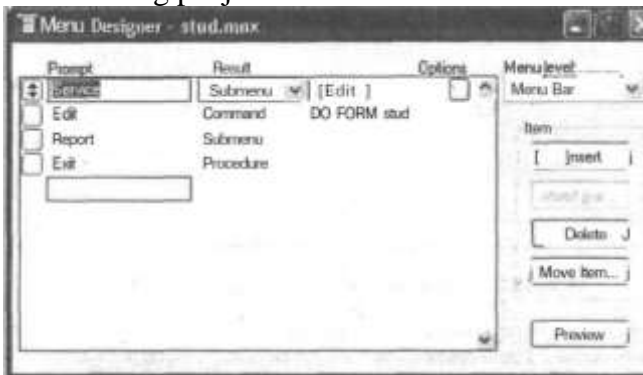 Menu Designer - stud.mnx
Prompt Result Options Menu level:
Service Submenu [Edit ] Menu Bar
Edit Command DO FORM stud
Report Submenu
Exit Procedure
Item
[ Insert
Delete
Move Item...
Preview